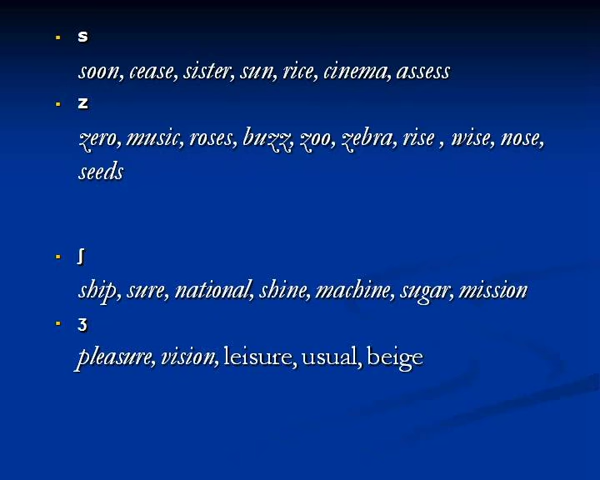 s
soon, cease, sister, sun, rice, cinema, assess
z
zero, music, roses, buzz, zoo, zebra, rise , wise, nose,
seeds
ʃ
ship, sure, national, shine, machine, sugar, mission
ʒ
pleasure, vision, leisure, usual, beige